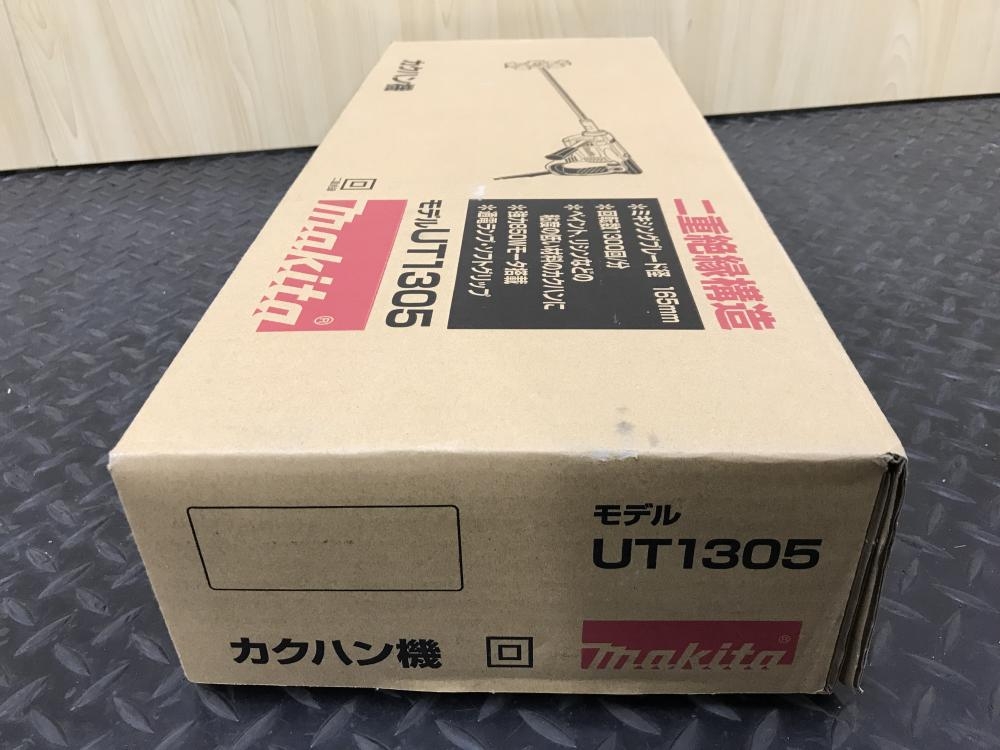 カクハン機
二重絶縁
makita®
モデルUT1305
二重絶縁構造
※ミキシングブレード径 165mm
※回転数1300回/分
※ペイント、リシンなどの
粘度の低い材料のカクハンに
※強力850Wモータ搭載
※通電ランプ・ソフトグリップ
モデル
UT1305
カクハン機
makita®